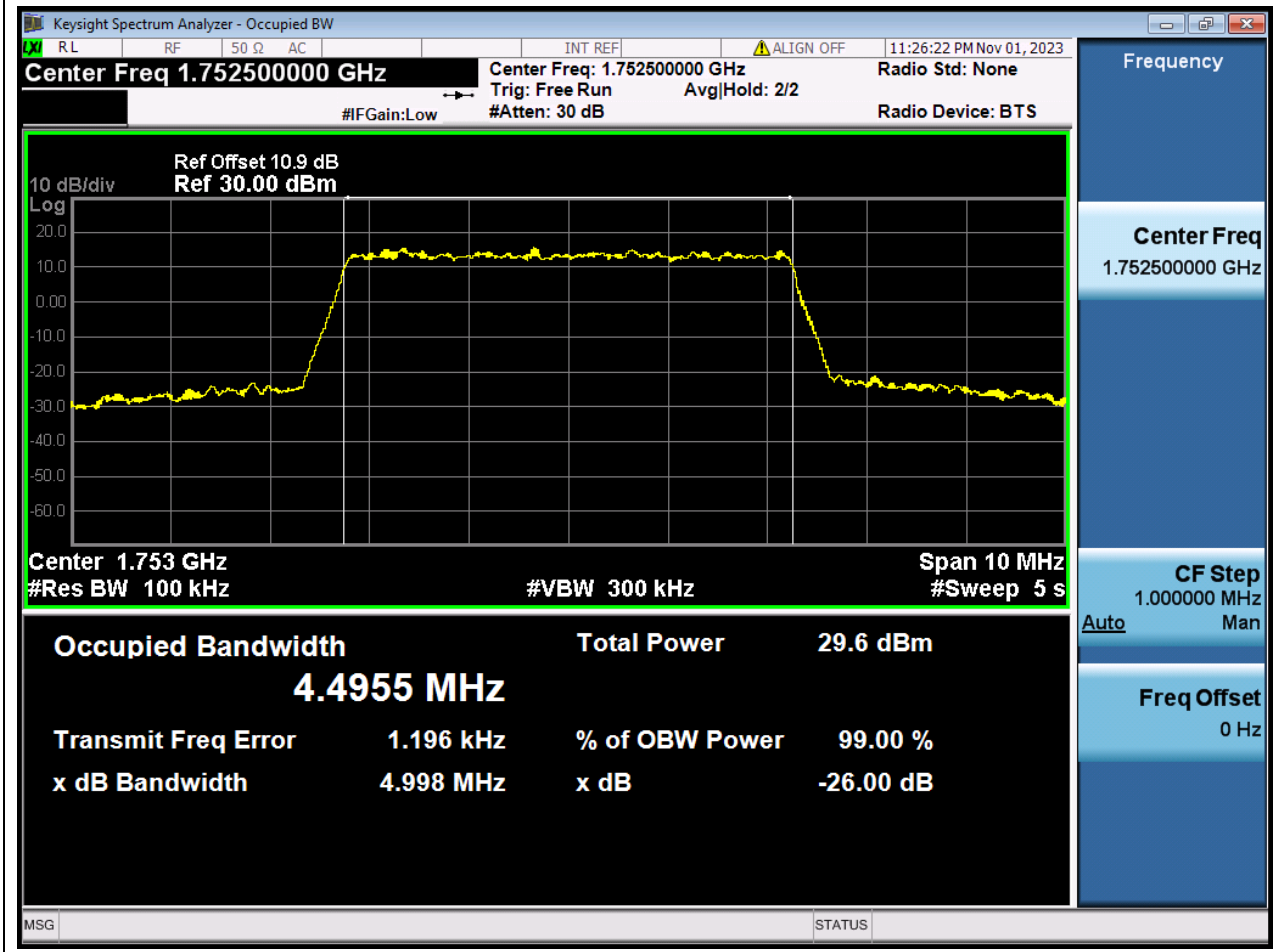 Keysight Spectrum Analyzer - Occupied BW
LXI RL RF 50 Ω AC INT REF ALIGN OFF 11:26:22 PM Nov 01, 2023
Center Freq 1.752500000 GHz
#IFGain:Low
Center Freq: 1.752500000 GHz
Trig: Free Run Avg|Hold: 2/2
#Atten: 30 dB
Radio Std: None
Radio Device: BTS
Ref Offset 10.9 dB
10 dB/div Ref 30.00 dBm
Log
20.0
10.0
0.00
-10.0
-20.0
-30.0
-40.0
-50.0
-60.0
Center 1.753 GHz Span 10 MHz
#Res BW 100 kHz #VBW 300 kHz #Sweep 5 s
Occupied Bandwidth Total Power 29.6 dBm
4.4955 MHz
Transmit Freq Error 1.196 kHz % of OBW Power 99.00 %
x dB Bandwidth 4.998 MHz x dB -26.00 dB
MSG STATUS
Frequency
Center Freq
1.752500000 GHz
CF Step
1.000000 MHz
Auto Man
Freq Offset
0 Hz